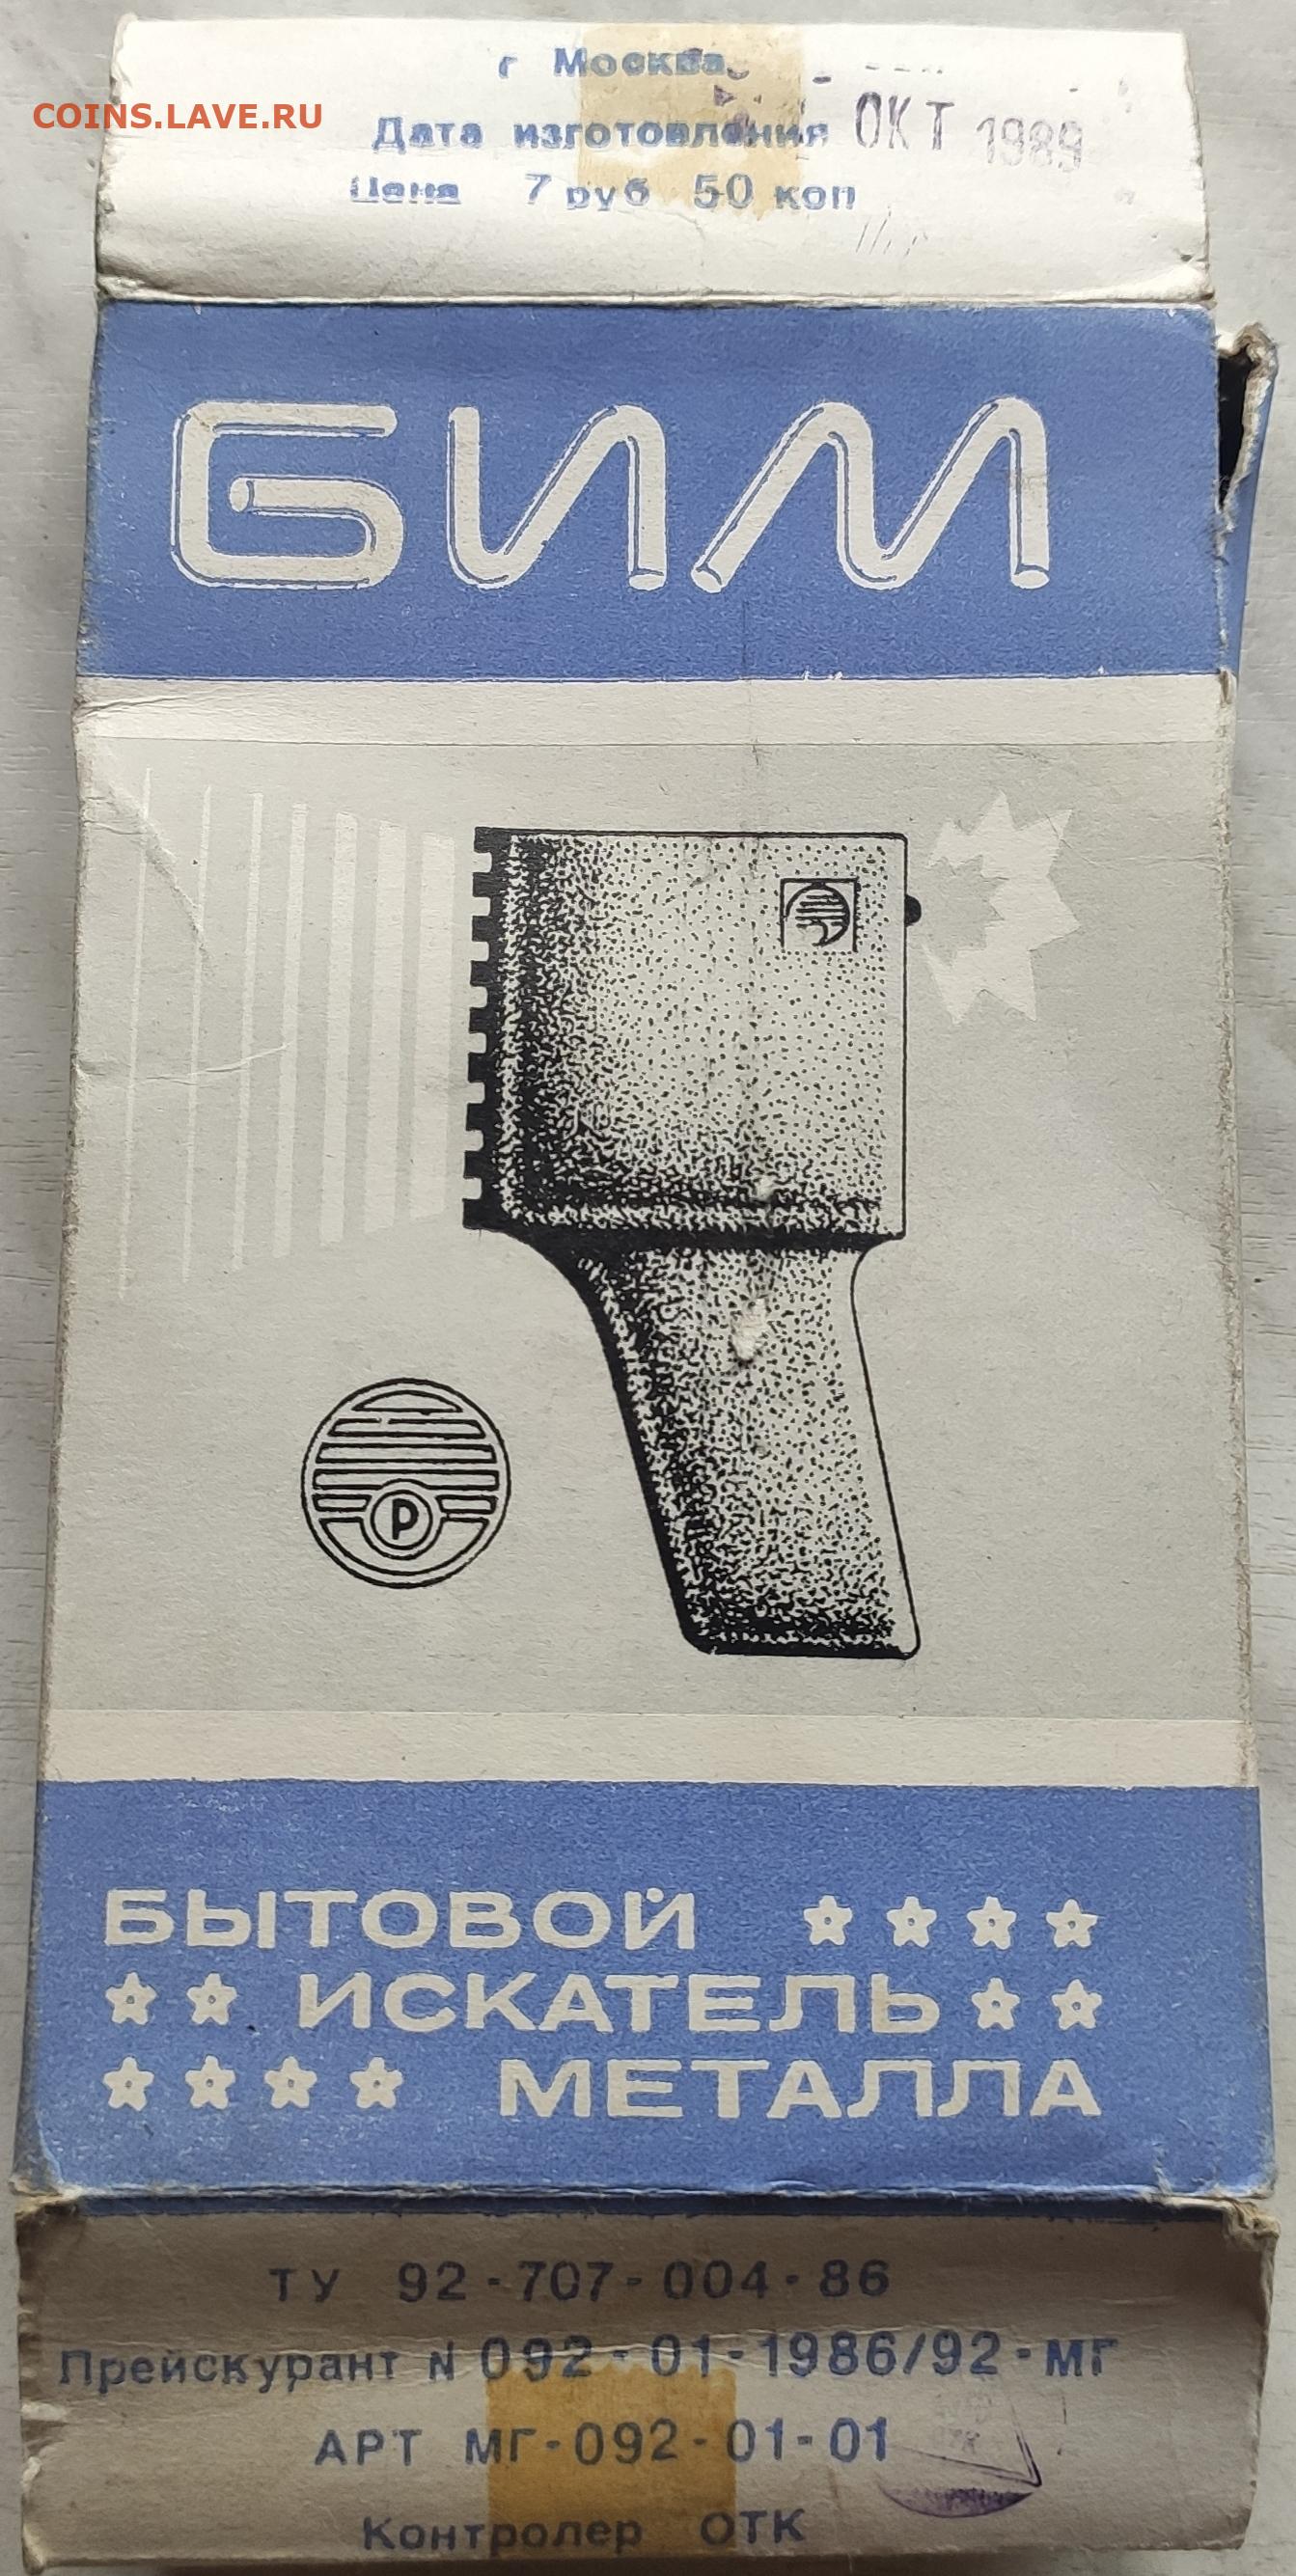 г Москва
COINS.LAVE.RU
Дата изготовления ОКТ 1989
Цена 7 руб 50 коп
БИМ
Р
БЫТОВОЙ
ИСКАТЕЛЬ
МЕТАЛЛА
ТУ 92-707-004-86
Прейскурант N 092-01-1986/92-МГ
АРТ МГ-092-01-01
Контролер ОТК